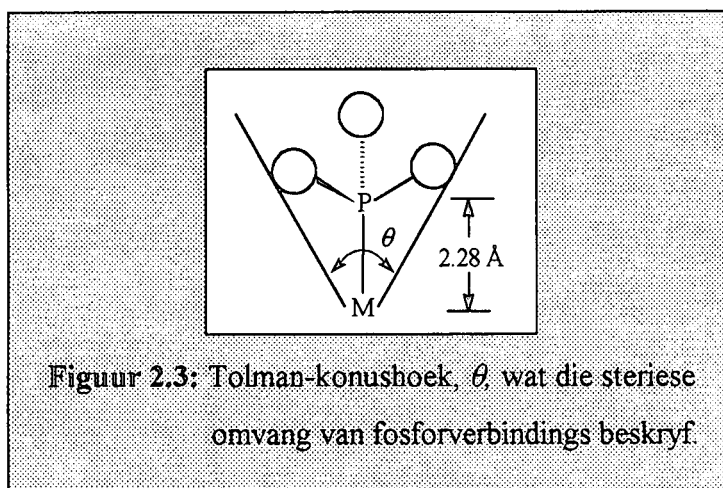 P
θ
2.28 Å
M
Figuur 2.3: Tolman-konushoek, θ, wat die steriese
omvang van fosforverbindings beskryf.